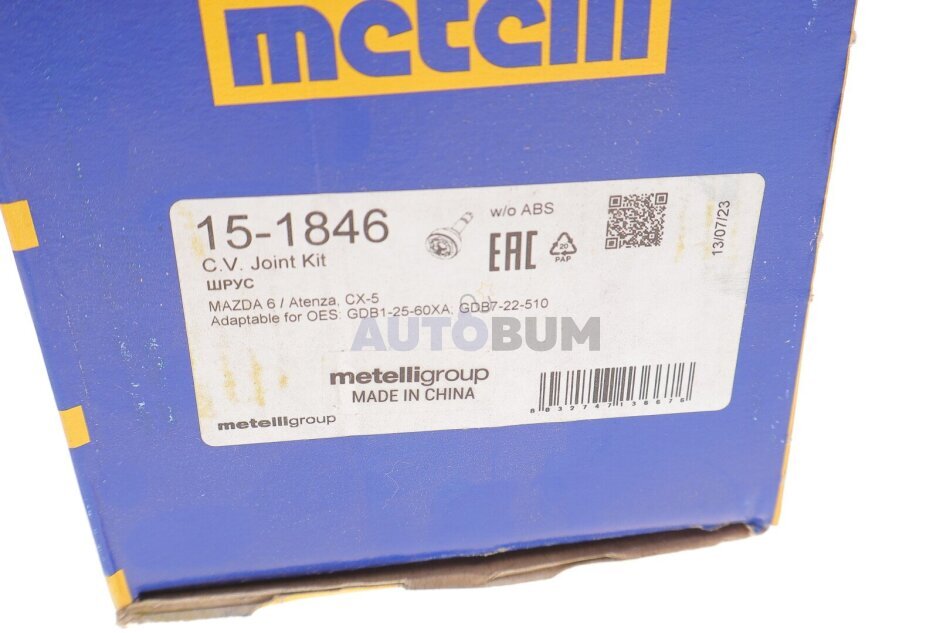 metelli
15-1846
w/o ABS
EAC
20
PAP
13/07/23
C.V. Joint Kit
ШРУС
MAZDA 6 / Atenza, CX-5
Adaptable for OES: GDB1-25-60XA, GDB7-22-510
AUTOBUM
metelligroup
MADE IN CHINA
metelligroup